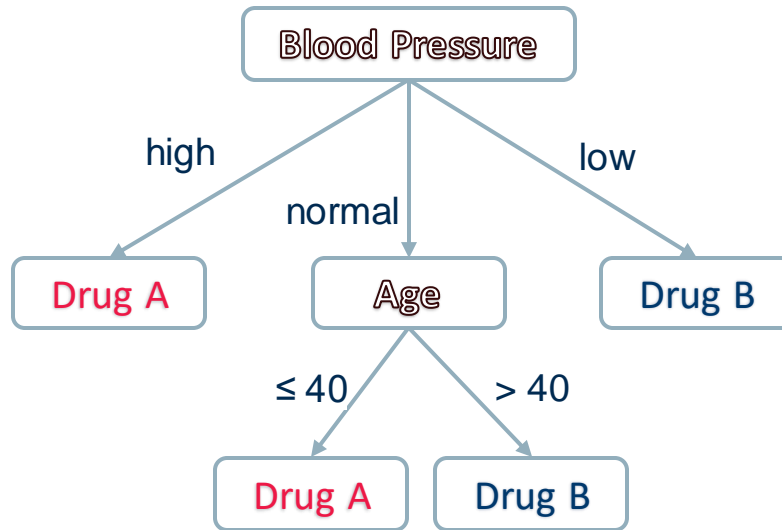 Blood Pressure
high
low
normal
Drug A
Age
Drug B
≤ 40
> 40
Drug A
Drug B